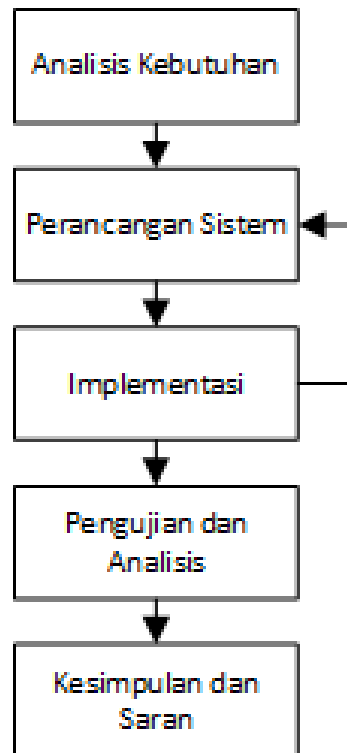 Analisis Kebutuhan
Perancangan Sistem
Implementasi
Pengujian dan
Analisis
Kesimpulan dan
Saran